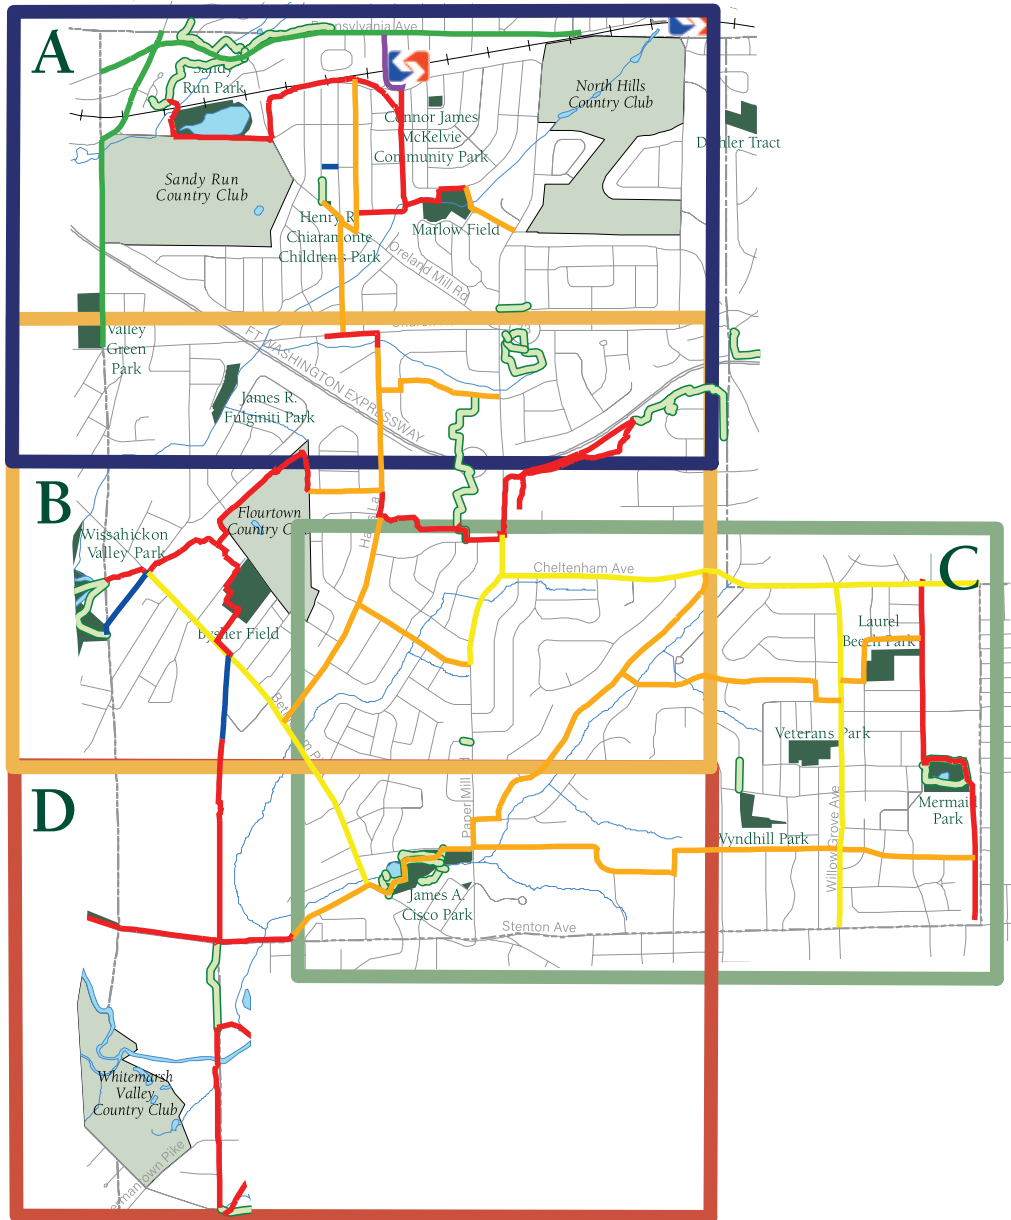 Pennsylvania Ave
A
Sandy
Run Park
North Hills
Country Club
Connor James
McKelvie
Community Park
Sandy Run
Country Club
Henry R.
Chiaramonte
Children's Park
Marlow Field
Oreland Mill Rd
Valley
Green
Park
FT WASHINGTON EXPRESSWAY
James R.
Fulginiti Park
B
Flourtown
Country
Wissahickon
Valley Park
C
Cheltenham Ave
Laurel
Beech Park
Bysher Field
Veterans Park
D
Paper Mill
Willow Grove Ave
Mermaid
Park
Wyndhill Park
James A.
Cisco Park
Stenton Ave
Whitemarsh
Valley
Country Club
ermantown Pike